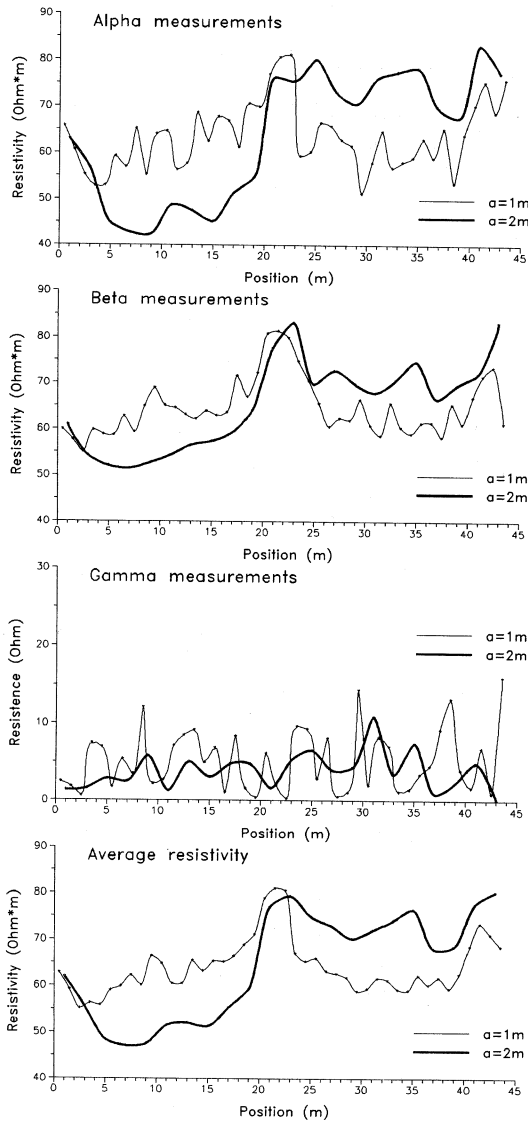 Alpha measurements
90
80
70
60
50
40
Resistivity (Ohm*m)
a=1m
a=2m
0 5 10 15 20 25 30 35 40 45
Position (m)
Beta measurements
90
80
70
60
50
40
Resistivity (Ohm*m)
a=1m
a=2m
0 5 10 15 20 25 30 35 40 45
Position (m)
Gamma measurements
30
20
10
0
Resistence (Ohm)
a=1m
a=2m
0 5 10 15 20 25 30 35 40 45
Position (m)
Average resistivity
90
80
70
60
50
40
Resistivity (Ohm*m)
a=1m
a=2m
0 5 10 15 20 25 30 35 40 45
Position (m)